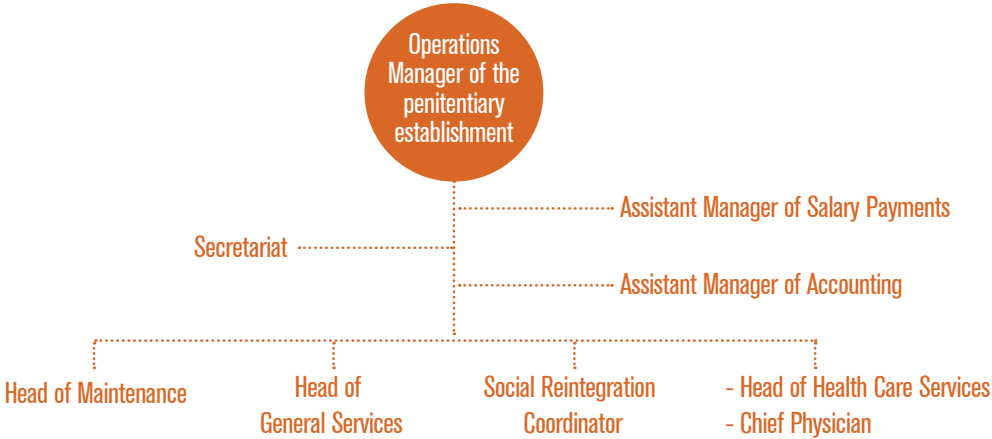 Operations
Manager of the
penitentiary
establishment
Assistant Manager of Salary Payments
Secretariat
Assistant Manager of Accounting
Head of Maintenance
Head of
General Services
Social Reintegration
Coordinator
- Head of Health Care Services
- Chief Physician